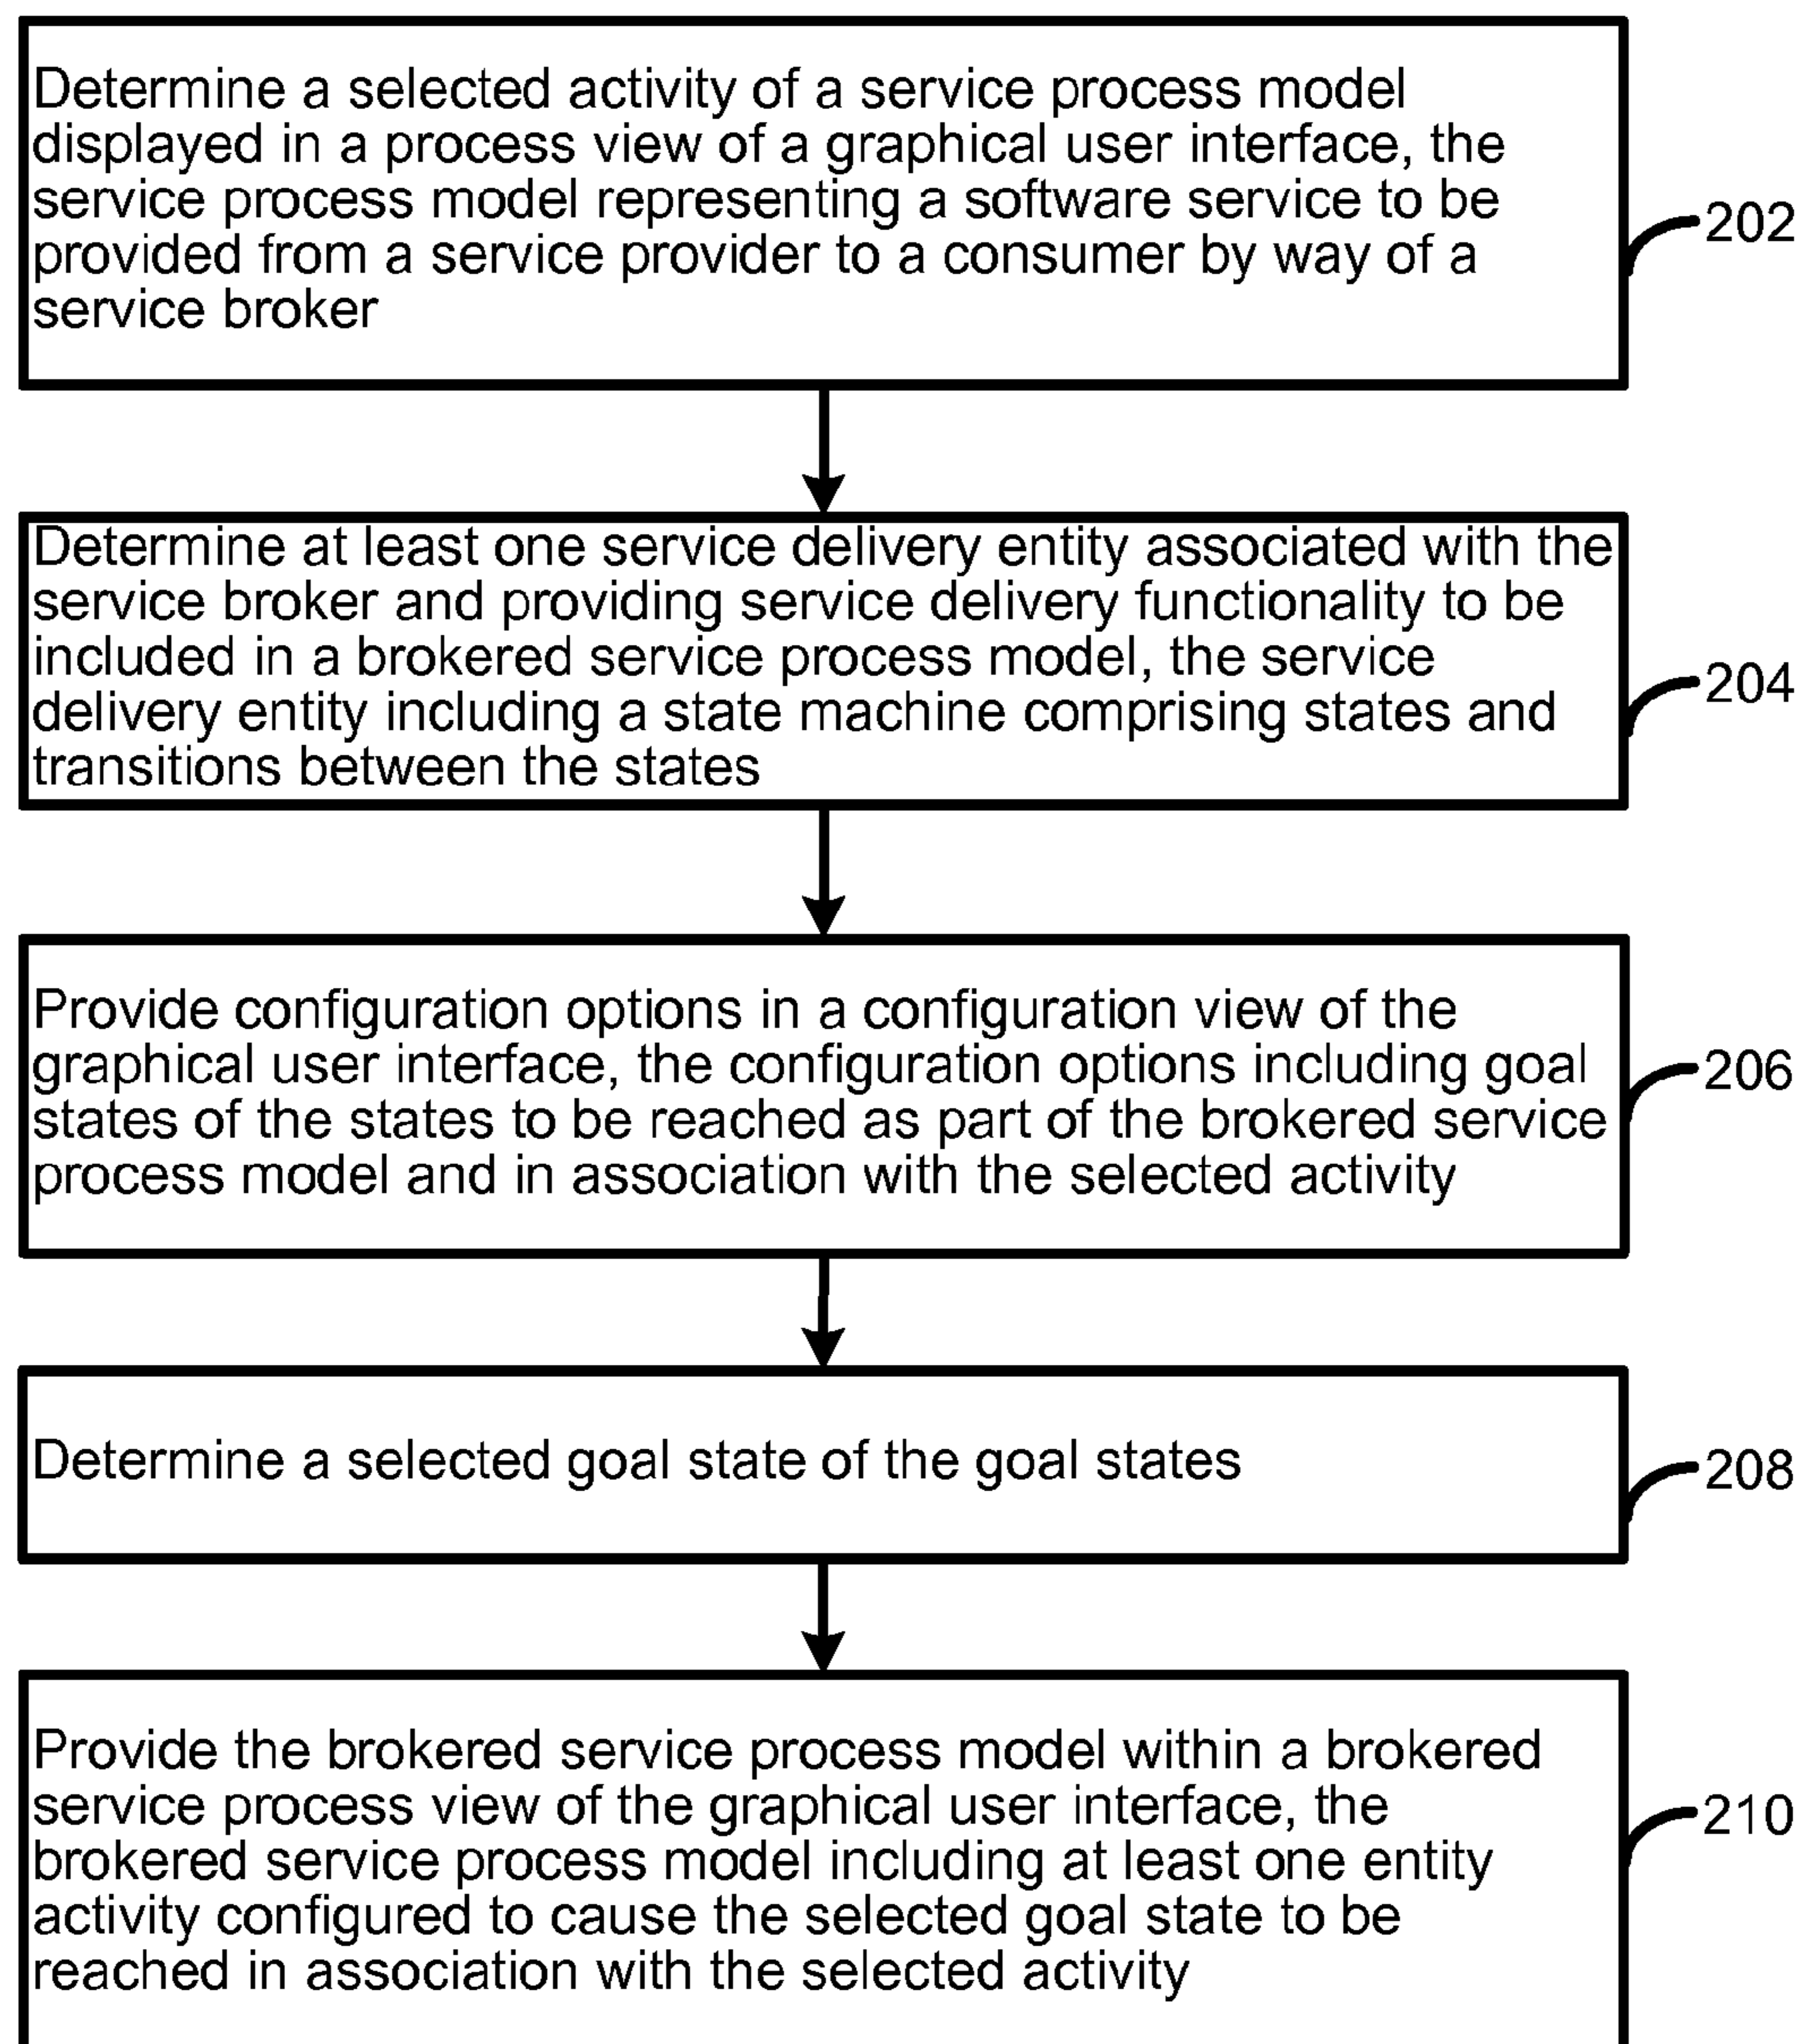 Determine a selected activity of a service process model
displayed in a process view of a graphical user interface, the
service process model representing a software service to be
provided from a service provider to a consumer by way of a
service broker
202
Determine at least one service delivery entity associated with the
service broker and providing service delivery functionality to be
included in a brokered service process model, the service
delivery entity including a state machine comprising states and
transitions between the states
204
Provide configuration options in a configuration view of the
graphical user interface, the configuration options including goal
states of the states to be reached as part of the brokered service
process model and in association with the selected activity
206
Determine a selected goal state of the goal states
208
Provide the brokered service process model within a brokered
service process view of the graphical user interface, the
brokered service process model including at least one entity
activity configured to cause the selected goal state to be
reached in association with the selected activity
210